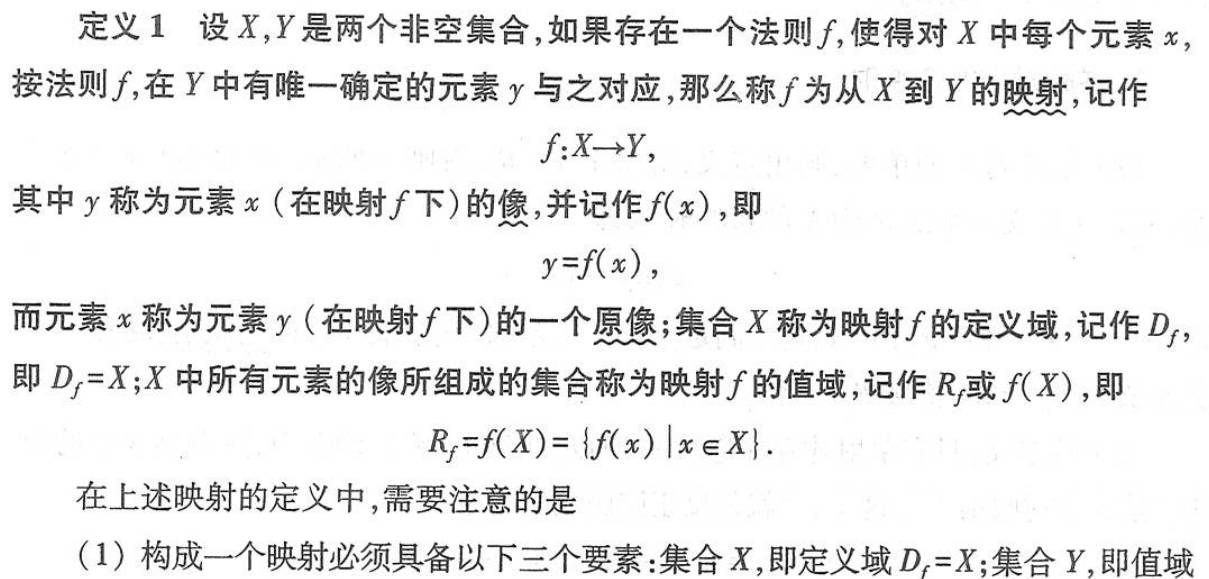 定义 1 设 X,Y 是两个非空集合,如果存在一个法则 f,使得对 X 中每个元素 x,
按法则 f,在 Y 中有唯一确定的元素 y 与之对应,那么称 f 为从 X 到 Y 的映射,记作
f:X→Y,
其中 y 称为元素 x (在映射 f 下)的像,并记作 f(x),即
y=f(x),
而元素 x 称为元素 y (在映射 f 下)的一个原像;集合 X 称为映射 f 的定义域,记作 D_f,
即 D_f=X;X 中所有元素的像所组成的集合称为映射 f 的值域,记作 R_f或 f(X),即
R_f=f(X)={f(x)|x∈X}.
在上述映射的定义中,需要注意的是
(1) 构成一个映射必须具备以下三个要素:集合 X,即定义域 D_f=X;集合 Y,即值域